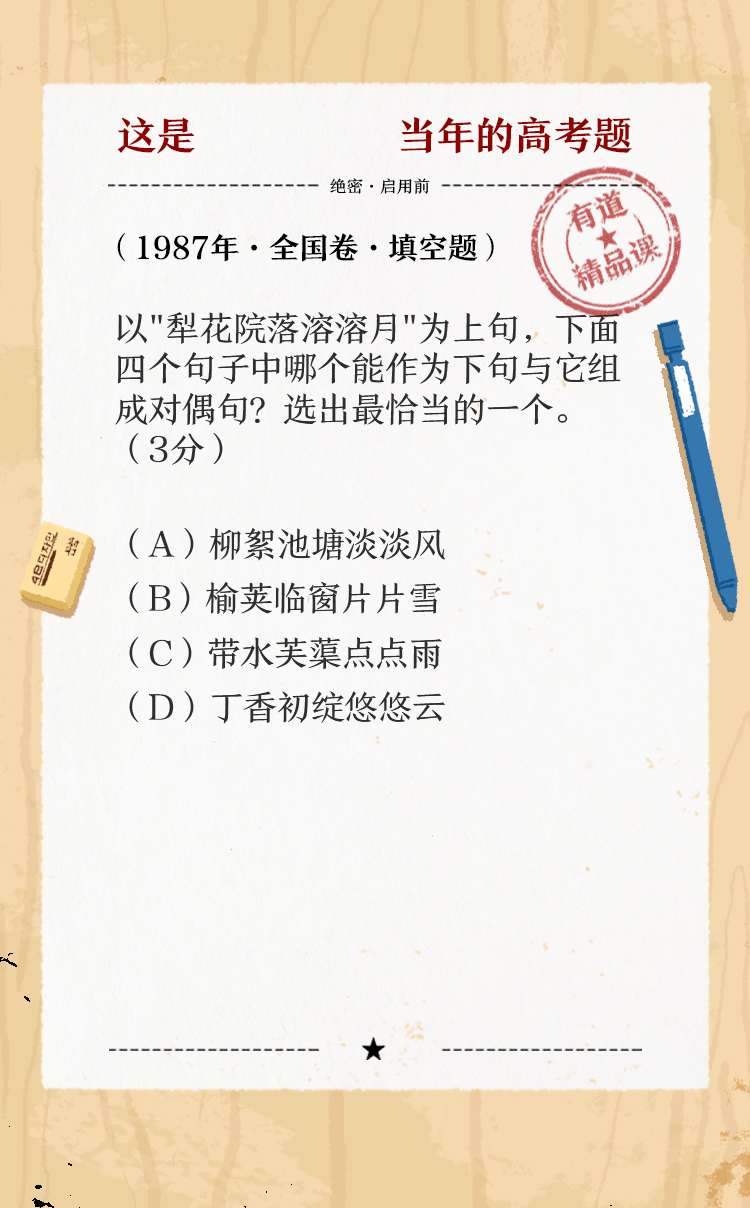 这是 当年的高考题
绝密·启用前
有道
精品课
（1987年·全国卷·填空题）
以"犁花院落溶溶月"为上句，下面
四个句子中哪个能作为下句与它组
成对偶句？选出最恰当的一个。
（3分）
（A）柳絮池塘淡淡风
（B）榆荚临窗片片雪
（C）带水芙蕖点点雨
（D）丁香初绽悠悠云